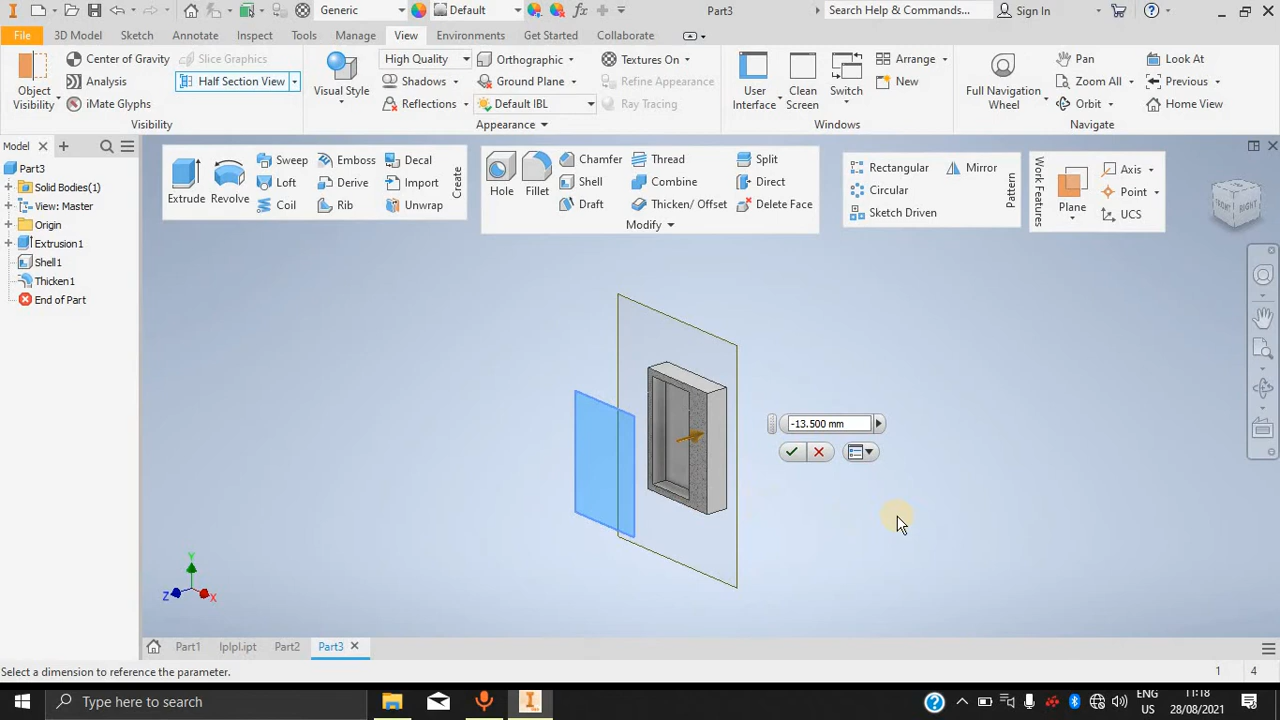 Generic
Default
Part3
Search Help & Commands...
Sign In
File
3D Model
Sketch
Annotate
Inspect
Tools
Manage
View
Environments
Get Started
Collaborate
Object
Visibility
Center of Gravity
Analysis
iMate Glyphs
Slice Graphics
Half Section View
Visibility
Visual Style
High Quality
Shadows
Reflections
Orthographic
Ground Plane
Default IBL
Textures On
Refine Appearance
Ray Tracing
Appearance
User
Interface
Clean
Screen
Switch
Arrange
New
Windows
Full Navigation
Wheel
Pan
Zoom All
Orbit
Look At
Previous
Home View
Navigate
Model
Part3
Solid Bodies(1)
View: Master
Origin
Extrusion1
Shell1
Thicken1
End of Part
Extrude
Revolve
Sweep
Loft
Coil
Emboss
Derive
Rib
Decal
Import
Unwrap
Create
Hole
Fillet
Chamfer
Shell
Draft
Thread
Combine
Thicken/ Offset
Split
Direct
Delete Face
Modify
Rectangular
Circular
Sketch Driven
Mirror
Pattern
Work Features
Plane
Axis
Point
UCS
FRONT
RIGHT
-13.500 mm
Y
Z
X
Part1
lplpl.ipt
Part2
Part3
Select a dimension to reference the parameter.
1
4
Type here to search
ENG
US
11:18
28/08/2021